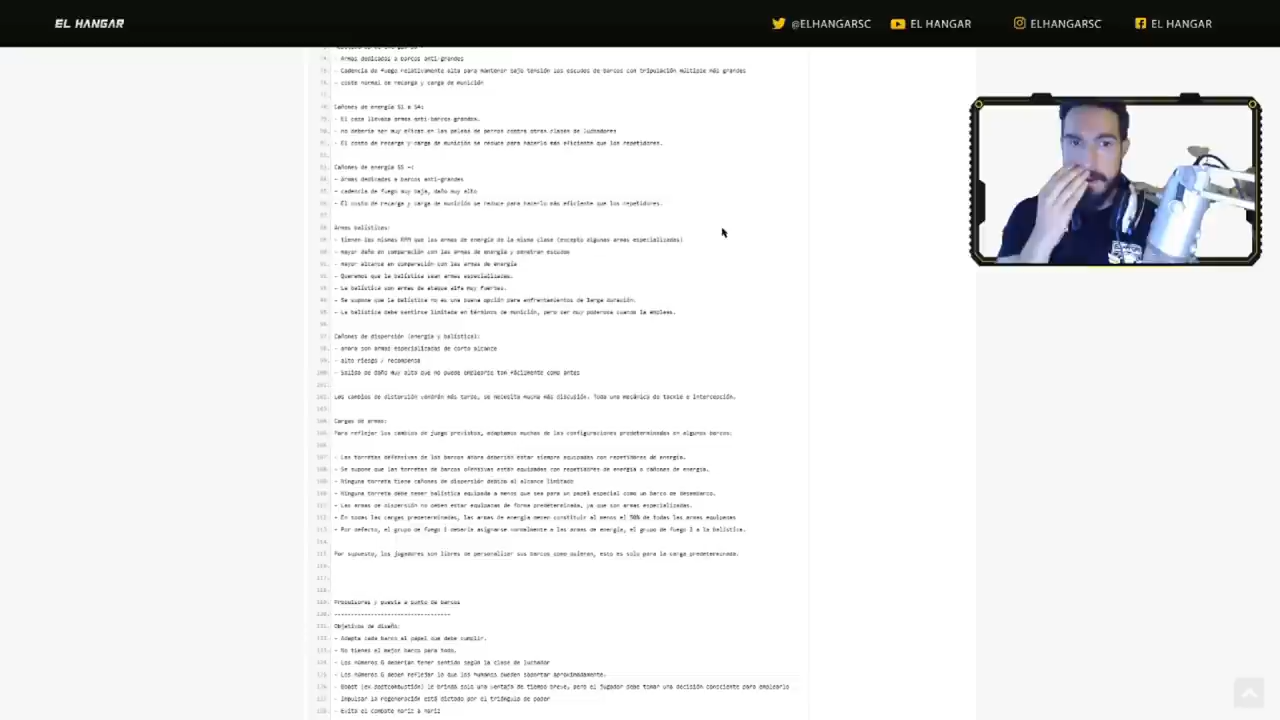 EL HANGAR
@ELHANGARSC
EL HANGAR
ELHANGARSC
EL HANGAR
- Armas dedicadas a barcos anti-grandes
- Cadencia de fuego relativamente alta para mantener bajo tensión los escudos de barcos con tripulación múltiple más grandes
- coste normal de recarga y carga de munición
Cañones de energía S1 a S4:
- El caza llevaba armas anti-barcos grandes.
- no debería ser muy eficaz en las peleas de perros contra otras clases de luchadores
- El costo de recarga y carga de munición se reduce para hacerlo más eficiente que los repetidores.
Cañones de energía S5 +:
- Armas dedicadas a barcos anti-grandes
- cadencia de fuego muy baja, daño muy alto
- El costo de recarga y carga de munición se reduce para hacerlo más eficiente que los repetidores.
Armas balísticas:
- tienen las mismas RPM que las armas de energía de la misma clase (excepto algunas armas especializadas)
- mayor daño en comparación con las armas de energía y penetran escudos
- mayor alcance en comparación con las armas de energía
- Queremos que la balística sean armas especializadas.
- La balística son armas de ataque alfa muy fuertes.
- Se supone que la balística no es una buena opción para enfrentamientos de larga duración.
- La balística debe sentirse limitada en términos de munición, pero ser muy poderosa cuando la emplees.
Cañones de dispersión (energía y balística):
- ahora son armas especializadas de corto alcance
- alto riesgo / recompensa
- Salida de daño muy alta que no puede emplearse tan fácilmente como antes
Los cambios de distorsión vendrán más tarde, se necesita mucha más discusión. Toda una mecánica de tacleo e intercepción.
Cargas de armas:
Para reflejar los cambios de juego previstos, adaptamos muchas de las configuraciones predeterminadas en algunos barcos:
- Las torretas defensivas de los barcos ahora deberían estar siempre equipadas con repetidores de energía.
- Se supone que las torretas de barcos ofensivas están equipadas con repetidores de energía o cañones de energía.
- Ninguna torreta tiene cañones de dispersión debido al alcance limitado
- Ninguna torreta debe tener balística equipada a menos que sea para un papel especial como un barco de desembarco.
- Las armas de dispersión no deben estar equipadas de forma predeterminada, ya que son armas especializadas.
- En todas las cargas predeterminadas, las armas de energía deben constituir al menos el 50% de todas las armas equipadas
- Por defecto, el grupo de fuego 1 debería asignarse normalmente a las armas de energía, el grupo de fuego 2 a la balística.
Por supuesto, los jugadores son libres de personalizar sus barcos como quieran, esto es solo para la carga predeterminada.
Propulsores y puesta a punto de barcos
--------------------------------
Objetivos de diseño:
- Adapta cada barco al papel que debe cumplir.
- No tienes el mejor barco para todo.
- Los números G deberían tener sentido según la clase de luchador
- Los números G deben reflejar lo que los humanos pueden soportar aproximadamente.
- Boost (ex postcombustión) le brinda solo una ventaja de tiempo breve, pero el jugador debe tomar una decisión consciente para emplearlo
- Impulsar la regeneración está dictado por el triángulo de poder
- Evita el combate nariz a nariz